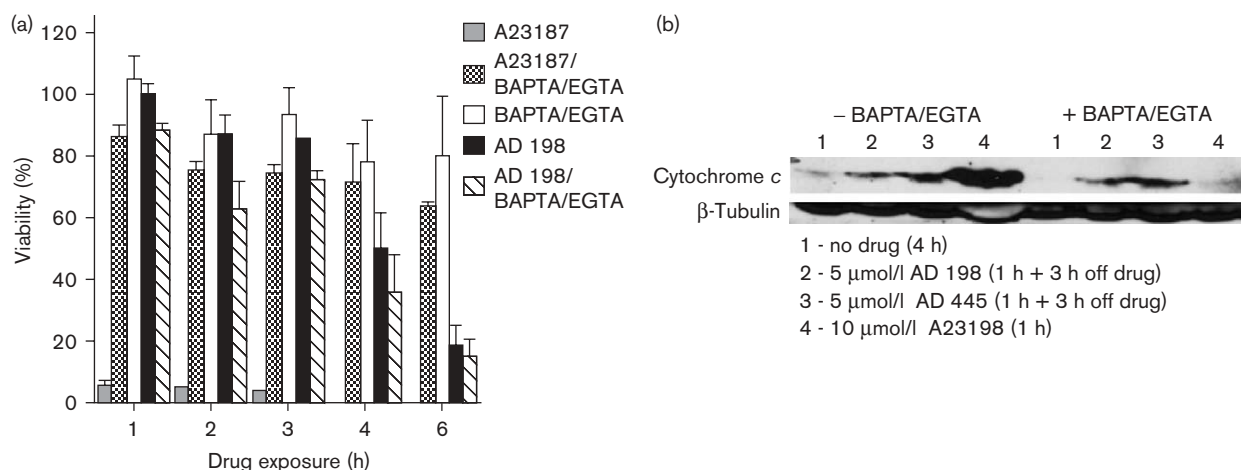 (a)
120
100
80
60
40
20
0
Viability (%)
1 2 3 4 6
Drug exposure (h)
A23187
A23187/
BAPTA/EGTA
BAPTA/EGTA
AD 198
AD 198/
BAPTA/EGTA
(b)
– BAPTA/EGTA + BAPTA/EGTA
1 2 3 4 1 2 3 4
Cytochrome c
β-Tubulin
1 - no drug (4 h)
2 - 5 μmol/l AD 198 (1 h + 3 h off drug)
3 - 5 μmol/l AD 445 (1 h + 3 h off drug)
4 - 10 μmol/l A23198 (1 h)